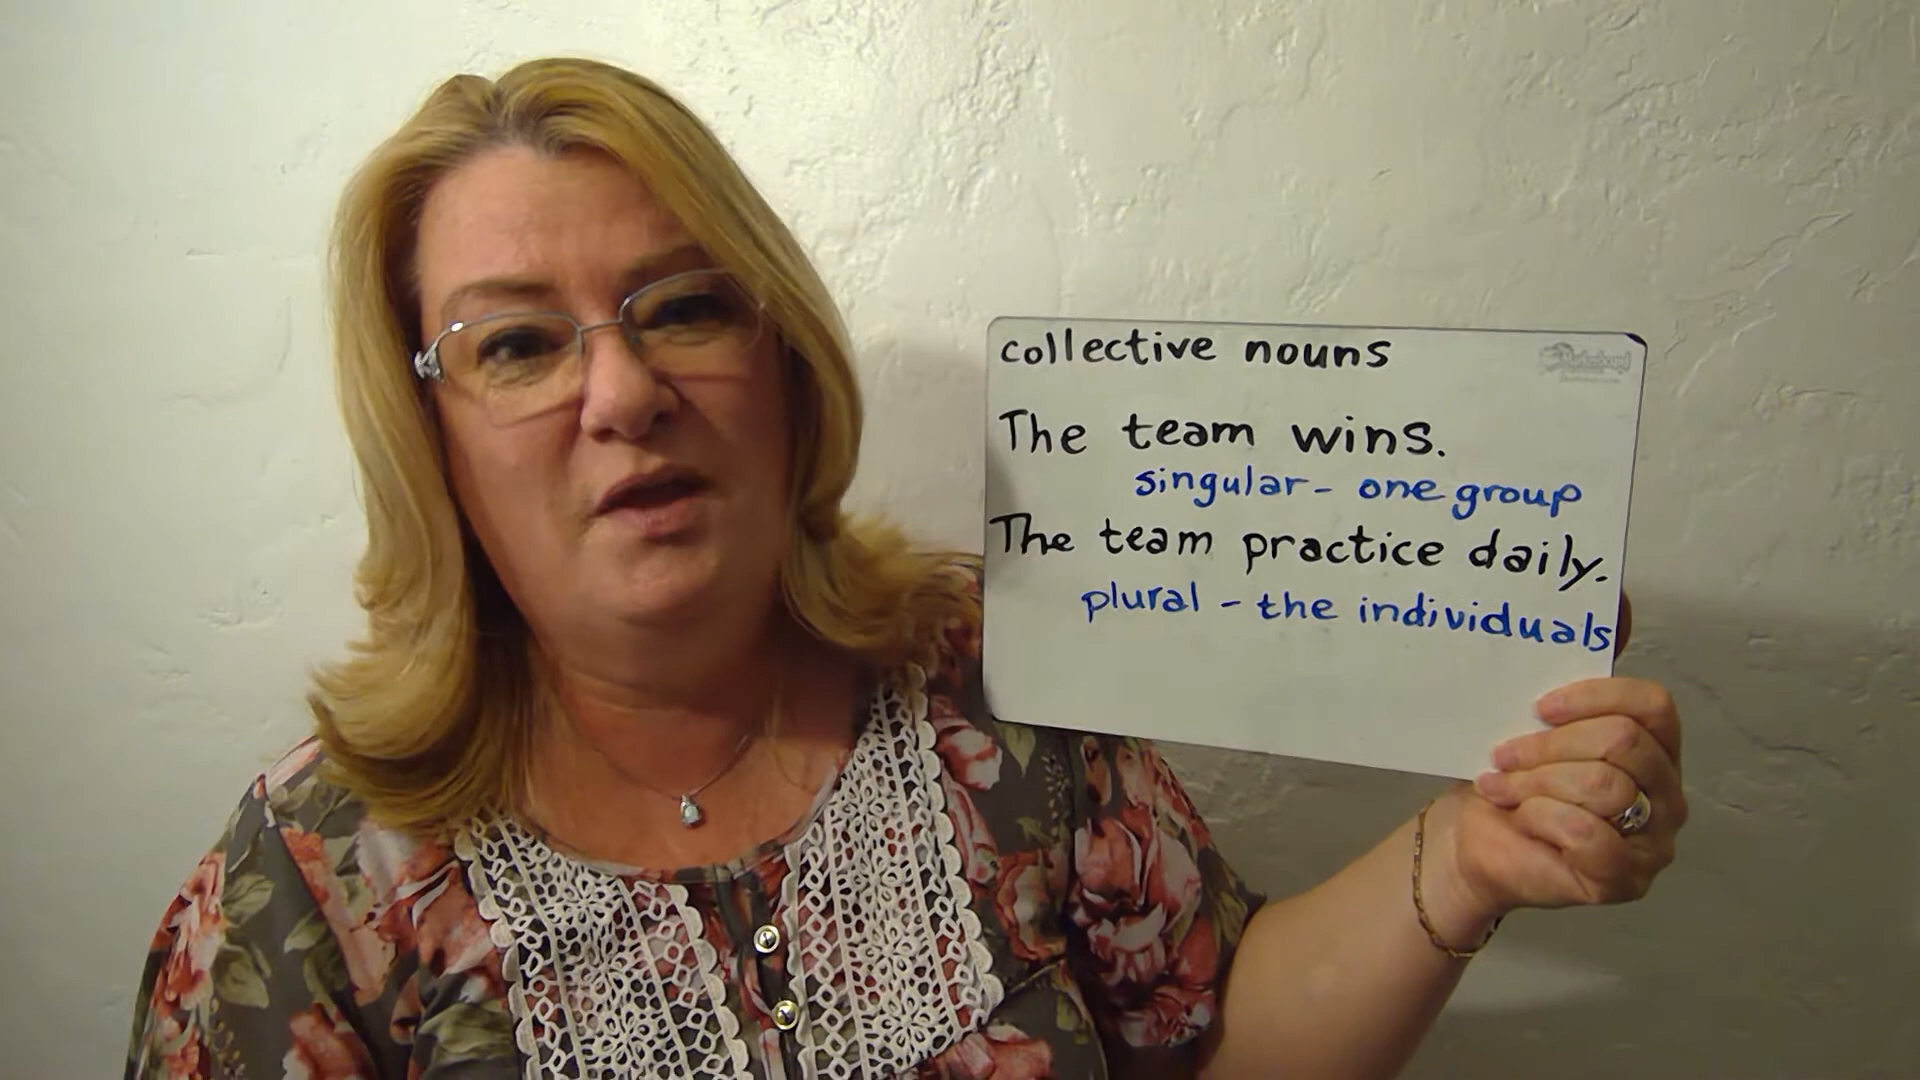 collective nouns
The team wins.
singular - one group
The team practice daily.
plural - the individuals